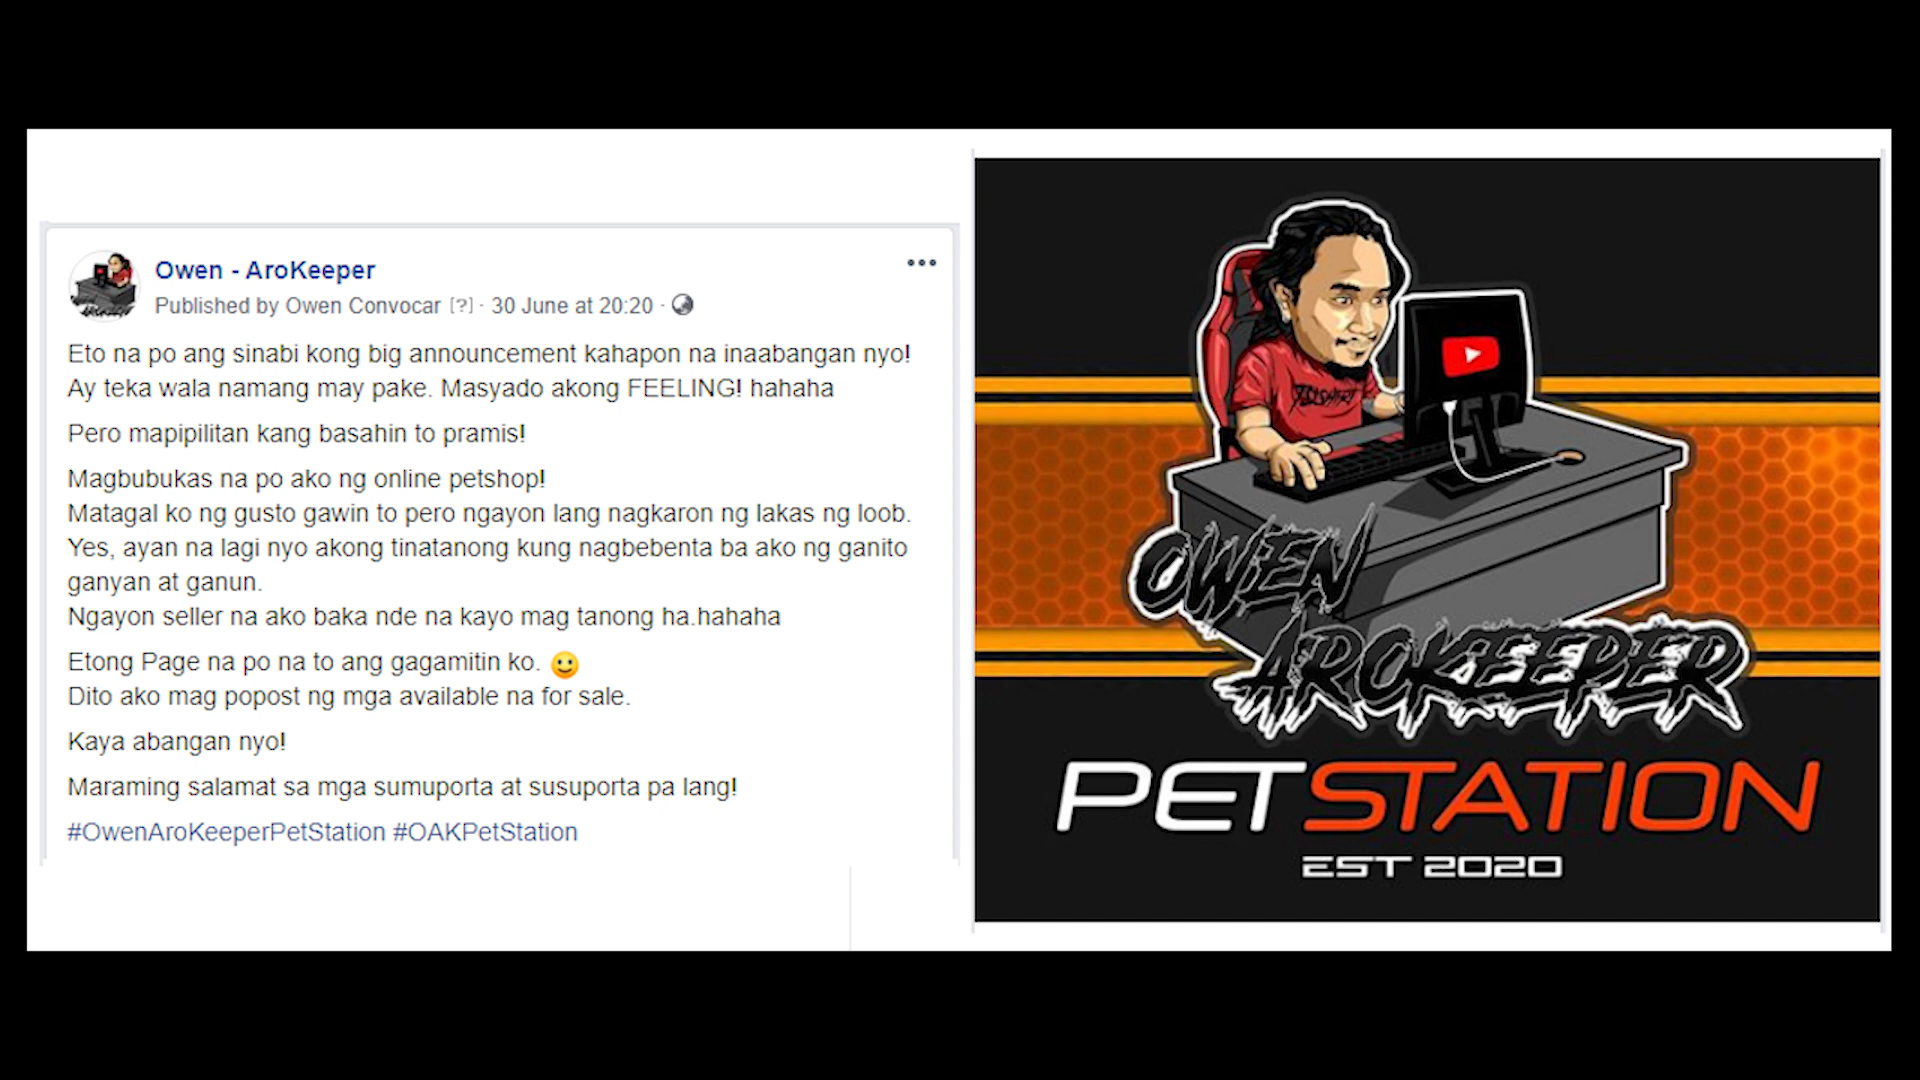 Owen - AroKeeper
Published by Owen Convocar [?] · 30 June at 20:20 ·
Eto na po ang sinabi kong big announcement kahapon na inaabangan nyo!
Ay teka wala namang may pake. Masyado akong FEELING! hahaha
Pero mapipilitan kang basahin to pramis!
Magbubukas na po ako ng online petshop!
Matagal ko ng gusto gawin to pero ngayon lang nagkaron ng lakas ng loob.
Yes, ayan na lagi nyo akong tinatanong kung nagbebenta ba ako ng ganito
ganyan at ganun.
Ngayon seller na ako baka nde na kayo mag tanong ha.hahaha
Etong Page na po na to ang gagamitin ko. 🙂
Dito ako mag popost ng mga available na for sale.
Kaya abangan nyo!
Maraming salamat sa mga sumuporta at susuporta pa lang!
#OwenAroKeeperPetStation #OAKPetStation
OWEN
AROKEEPER
PETSTATION
EST 2020